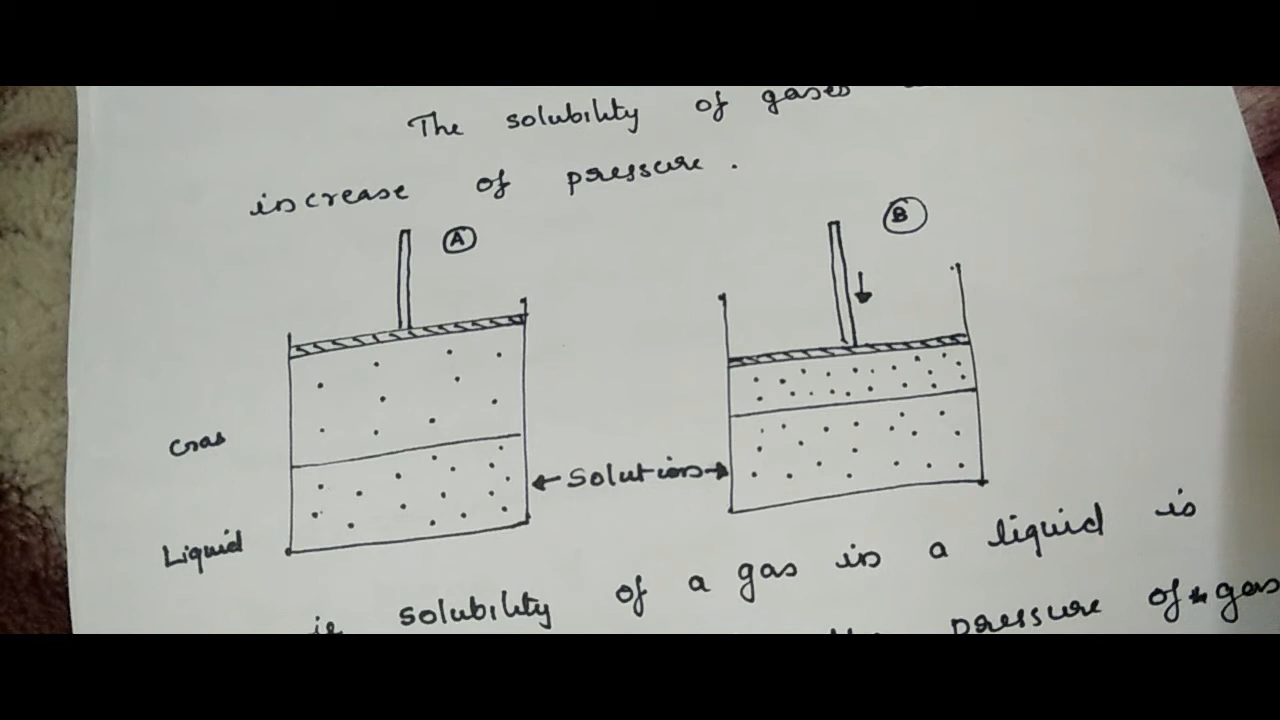 The solubility of gases
increase of pressure.
A
B
Gas
Solution
Liquid
ie solubility of a gas in a liquid is
pressure of gas